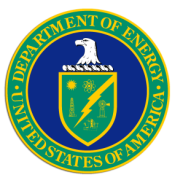 DEPARTMENT OF ENERGY
UNITED STATES OF AMERICA